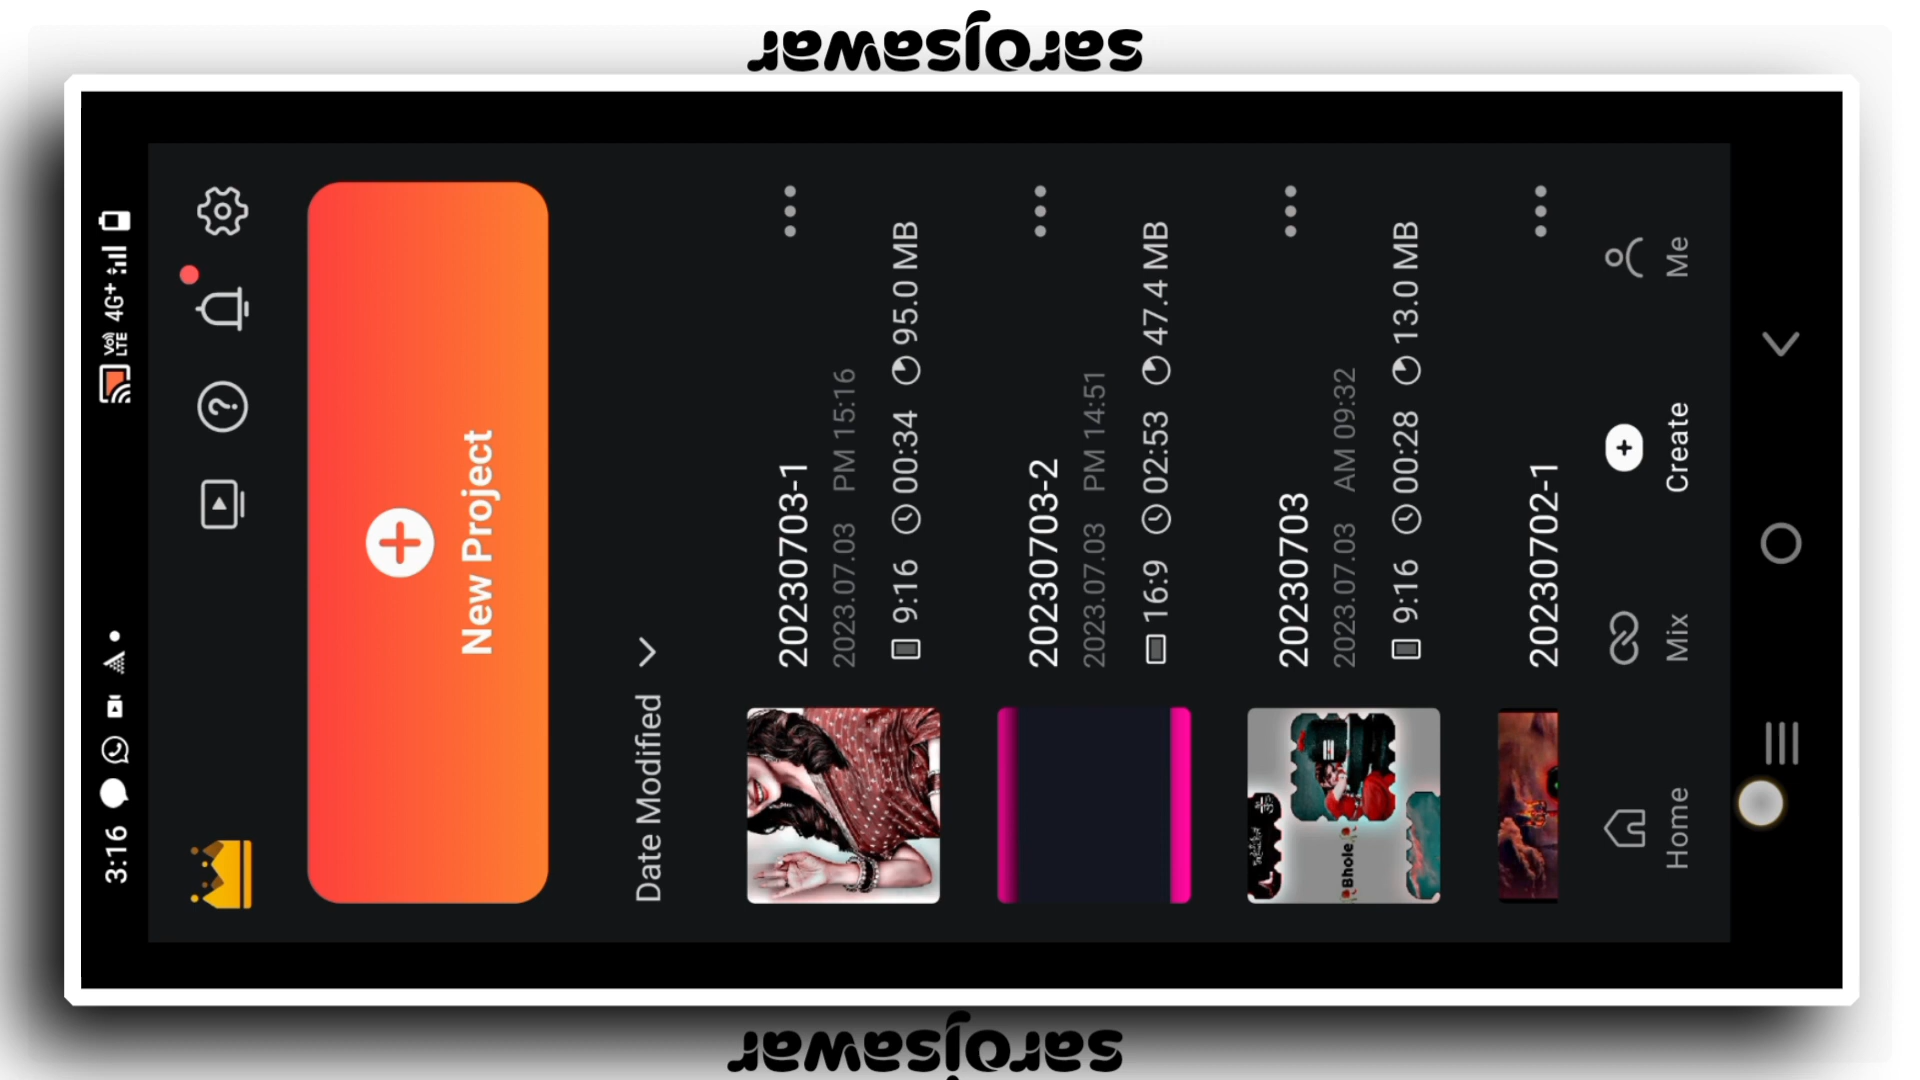 sarojsawar
3:16
Vo) LTE 4G+
New Project
Date Modified
20230703-1
2023.07.03 PM 15:16
9:16 00:34 95.0 MB
20230703-2
2023.07.03 PM 14:51
16:9 02:53 47.4 MB
20230703
2023.07.03 AM 09:32
9:16 00:28 13.0 MB
Bhole
20230702-1
Home
Mix
Create
Me
sarojsawar